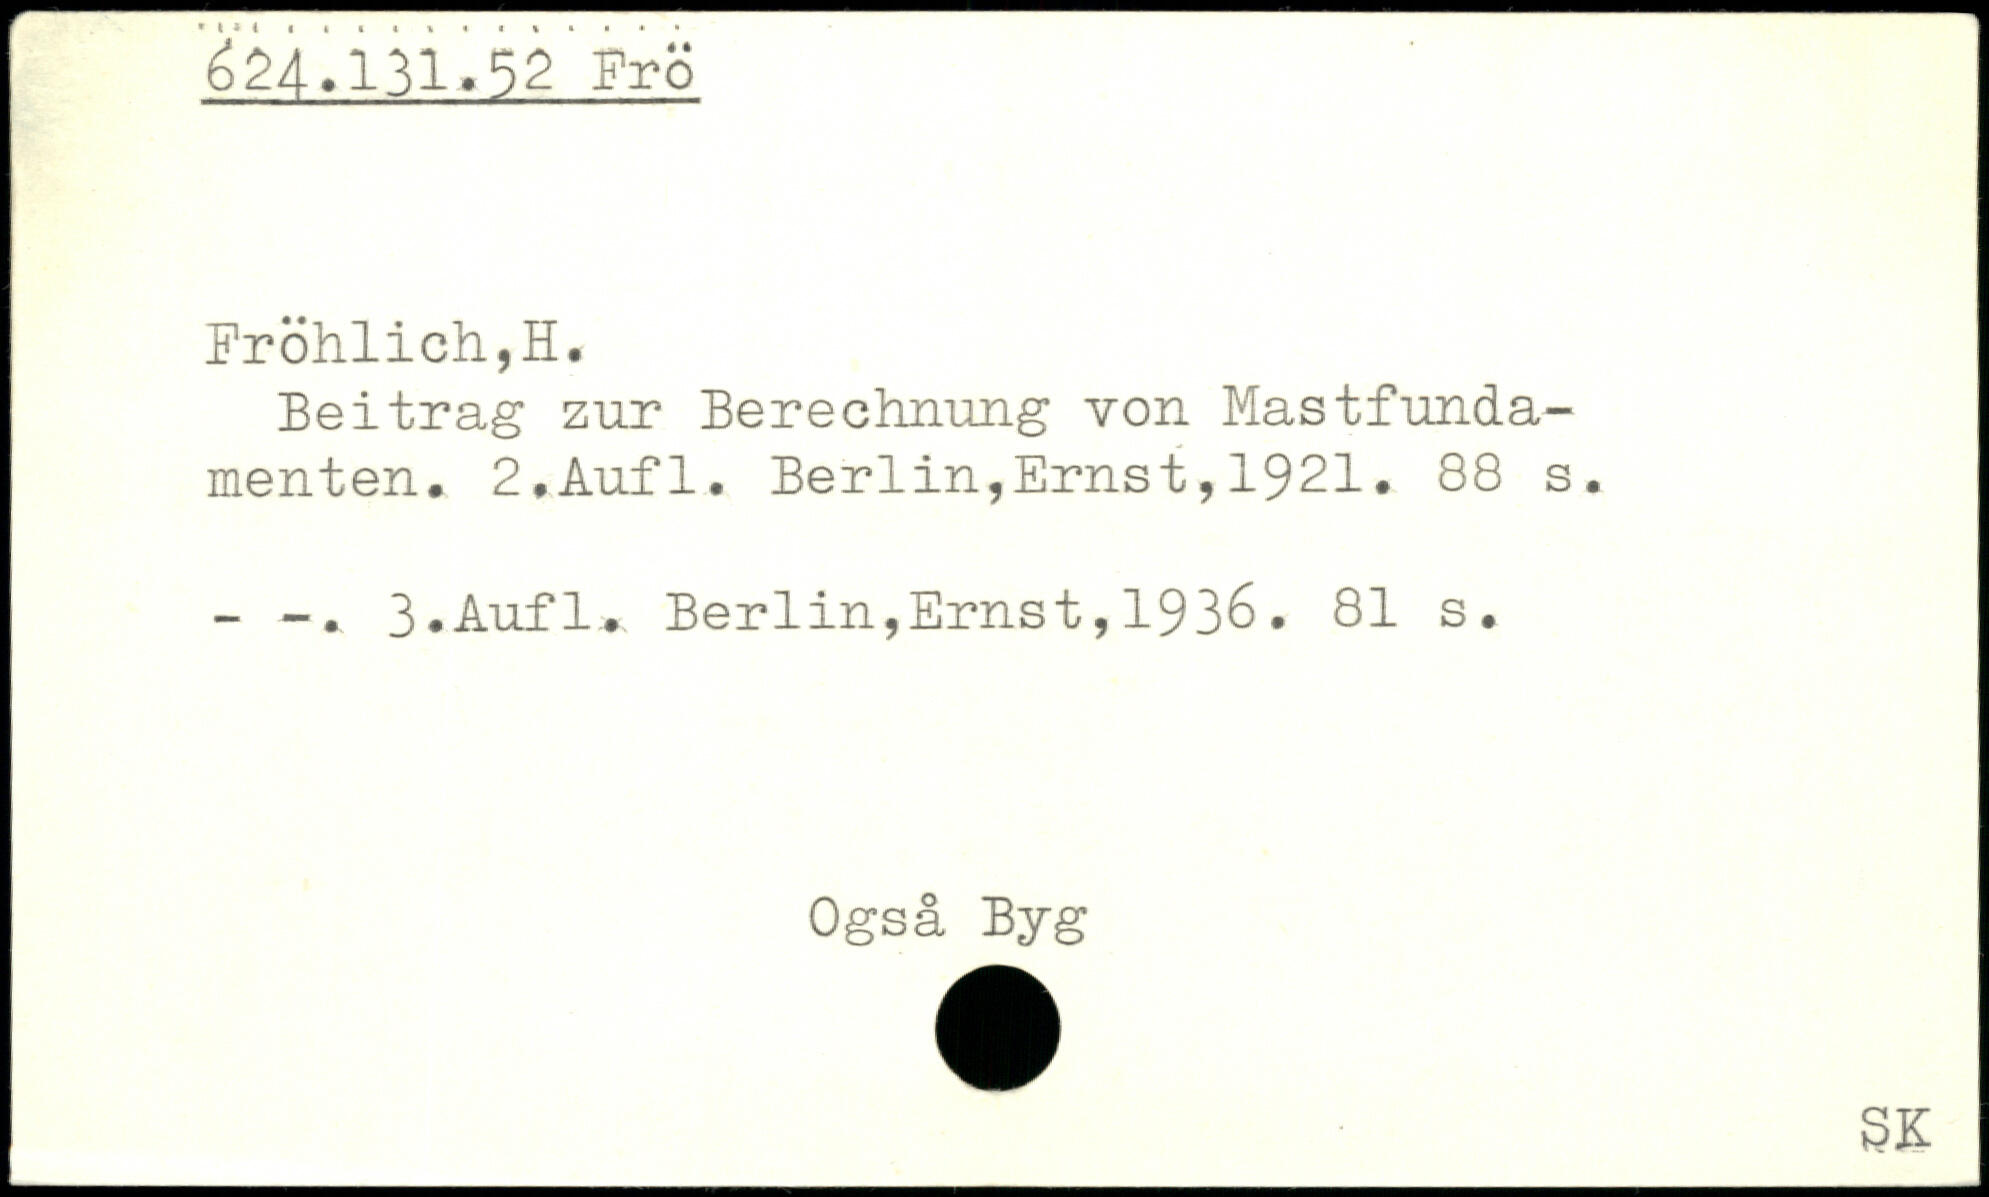 624.131.52 Frö
Fröhlich,H.
Beitrag zur Berechnung von Mastfunda-
menten. 2.Aufl. Berlin,Ernst,1921. 88 s.
- -. 3.Aufl. Berlin,Ernst,1936. 81 s.
Også Byg
SK